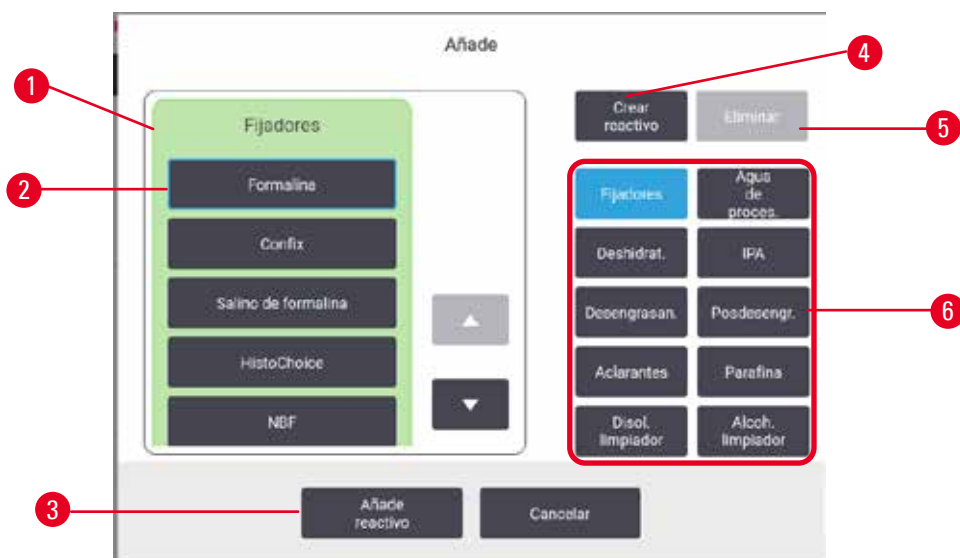 Añade
1
Fijadores
2
Formalina
Confix
Salino de formalina
HistoChoice
NBF
4
Crear
reactivo
Eliminar
5
Fijadores
Agua
de
proces.
Deshidrat.
IPA
Desengrasan.
Posdesengr.
6
Aclarantes
Parafina
Disol.
limpiador
Alcoh.
limpiador
3
Añade
reactivo
Cancelar